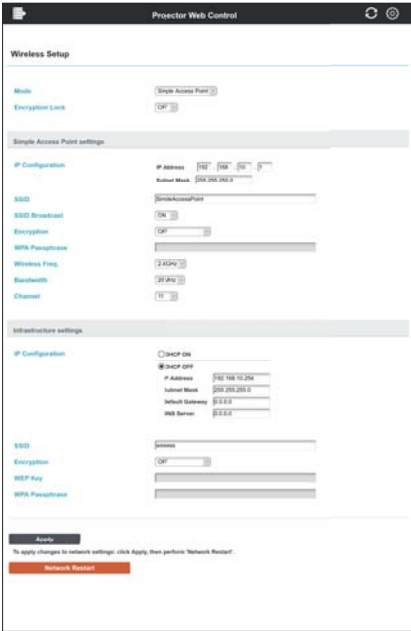 Projector Web Control
Wireless Setup
Mode Simple Access Point
Encryption Lock Off
Simple Access Point settings
IP Configuration IP Address 192 . 168 . 10 . 1
Subnet Mask 255.255.255.0
SSID SimpleAccessPoint
SSID Broadcast ON
Encryption Off
WPA Passphrase
Wireless Freq. 2.4GHz
Bandwidth 20 MHz
Channel 11
Infrastructure settings
IP Configuration DHCP ON
DHCP OFF
IP Address 192.168.10.254
Subnet Mask 255.255.255.0
Default Gateway 0.0.0.0
DNS Server 0.0.0.0
SSID wireless
Encryption Off
WEP Key
WPA Passphrase
Apply
To apply changes to network settings: click Apply, then perform 'Network Restart'.
Network Restart